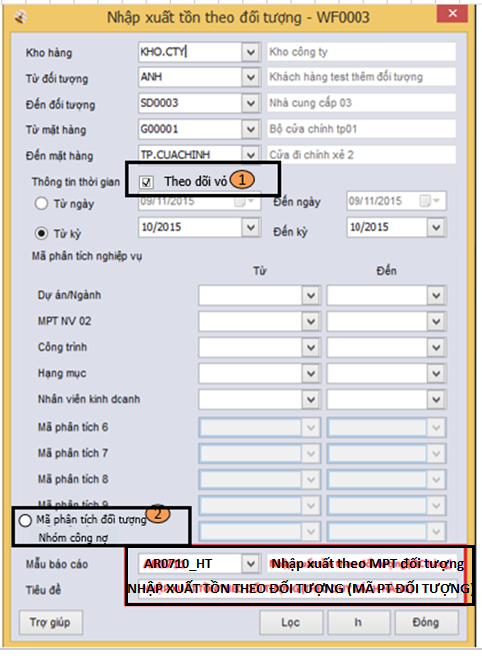 Nhập xuất tồn theo đối tượng - WF0003
Kho hàng KHO.CTY Kho công ty
Từ đối tượng ANH Khách hàng test thêm đối tượng
Đến đối tượng SD0003 Nhà cung cấp 03
Từ mặt hàng G00001 Bộ cửa chính tp01
Đến mặt hàng TP.CUACHINH Cửa đi chính xẻ 2
Thông tin thời gian Theo dõi vỏ 1
Từ ngày 09/11/2015 Đến ngày 09/11/2015
Từ kỳ 10/2015 Đến kỳ 10/2015
Mã phân tích nghiệp vụ
Từ Đến
Dự án/Ngành
MPT NV 02
Công trình
Hạng mục
Nhân viên kinh doanh
Mã phân tích 6
Mã phân tích 7
Mã phân tích 8
Mã phân tích 9
Mã phân tích đối tượng 2
Nhóm công nợ
Mẫu báo cáo AR0710_HT Nhập xuất theo MPT đối tượng
Tiêu đề NHẬP XUẤT TỒN THEO ĐỐI TƯỢNG (MÃ PT ĐỐI TƯỢNG)
Trợ giúp Lọc In Đóng